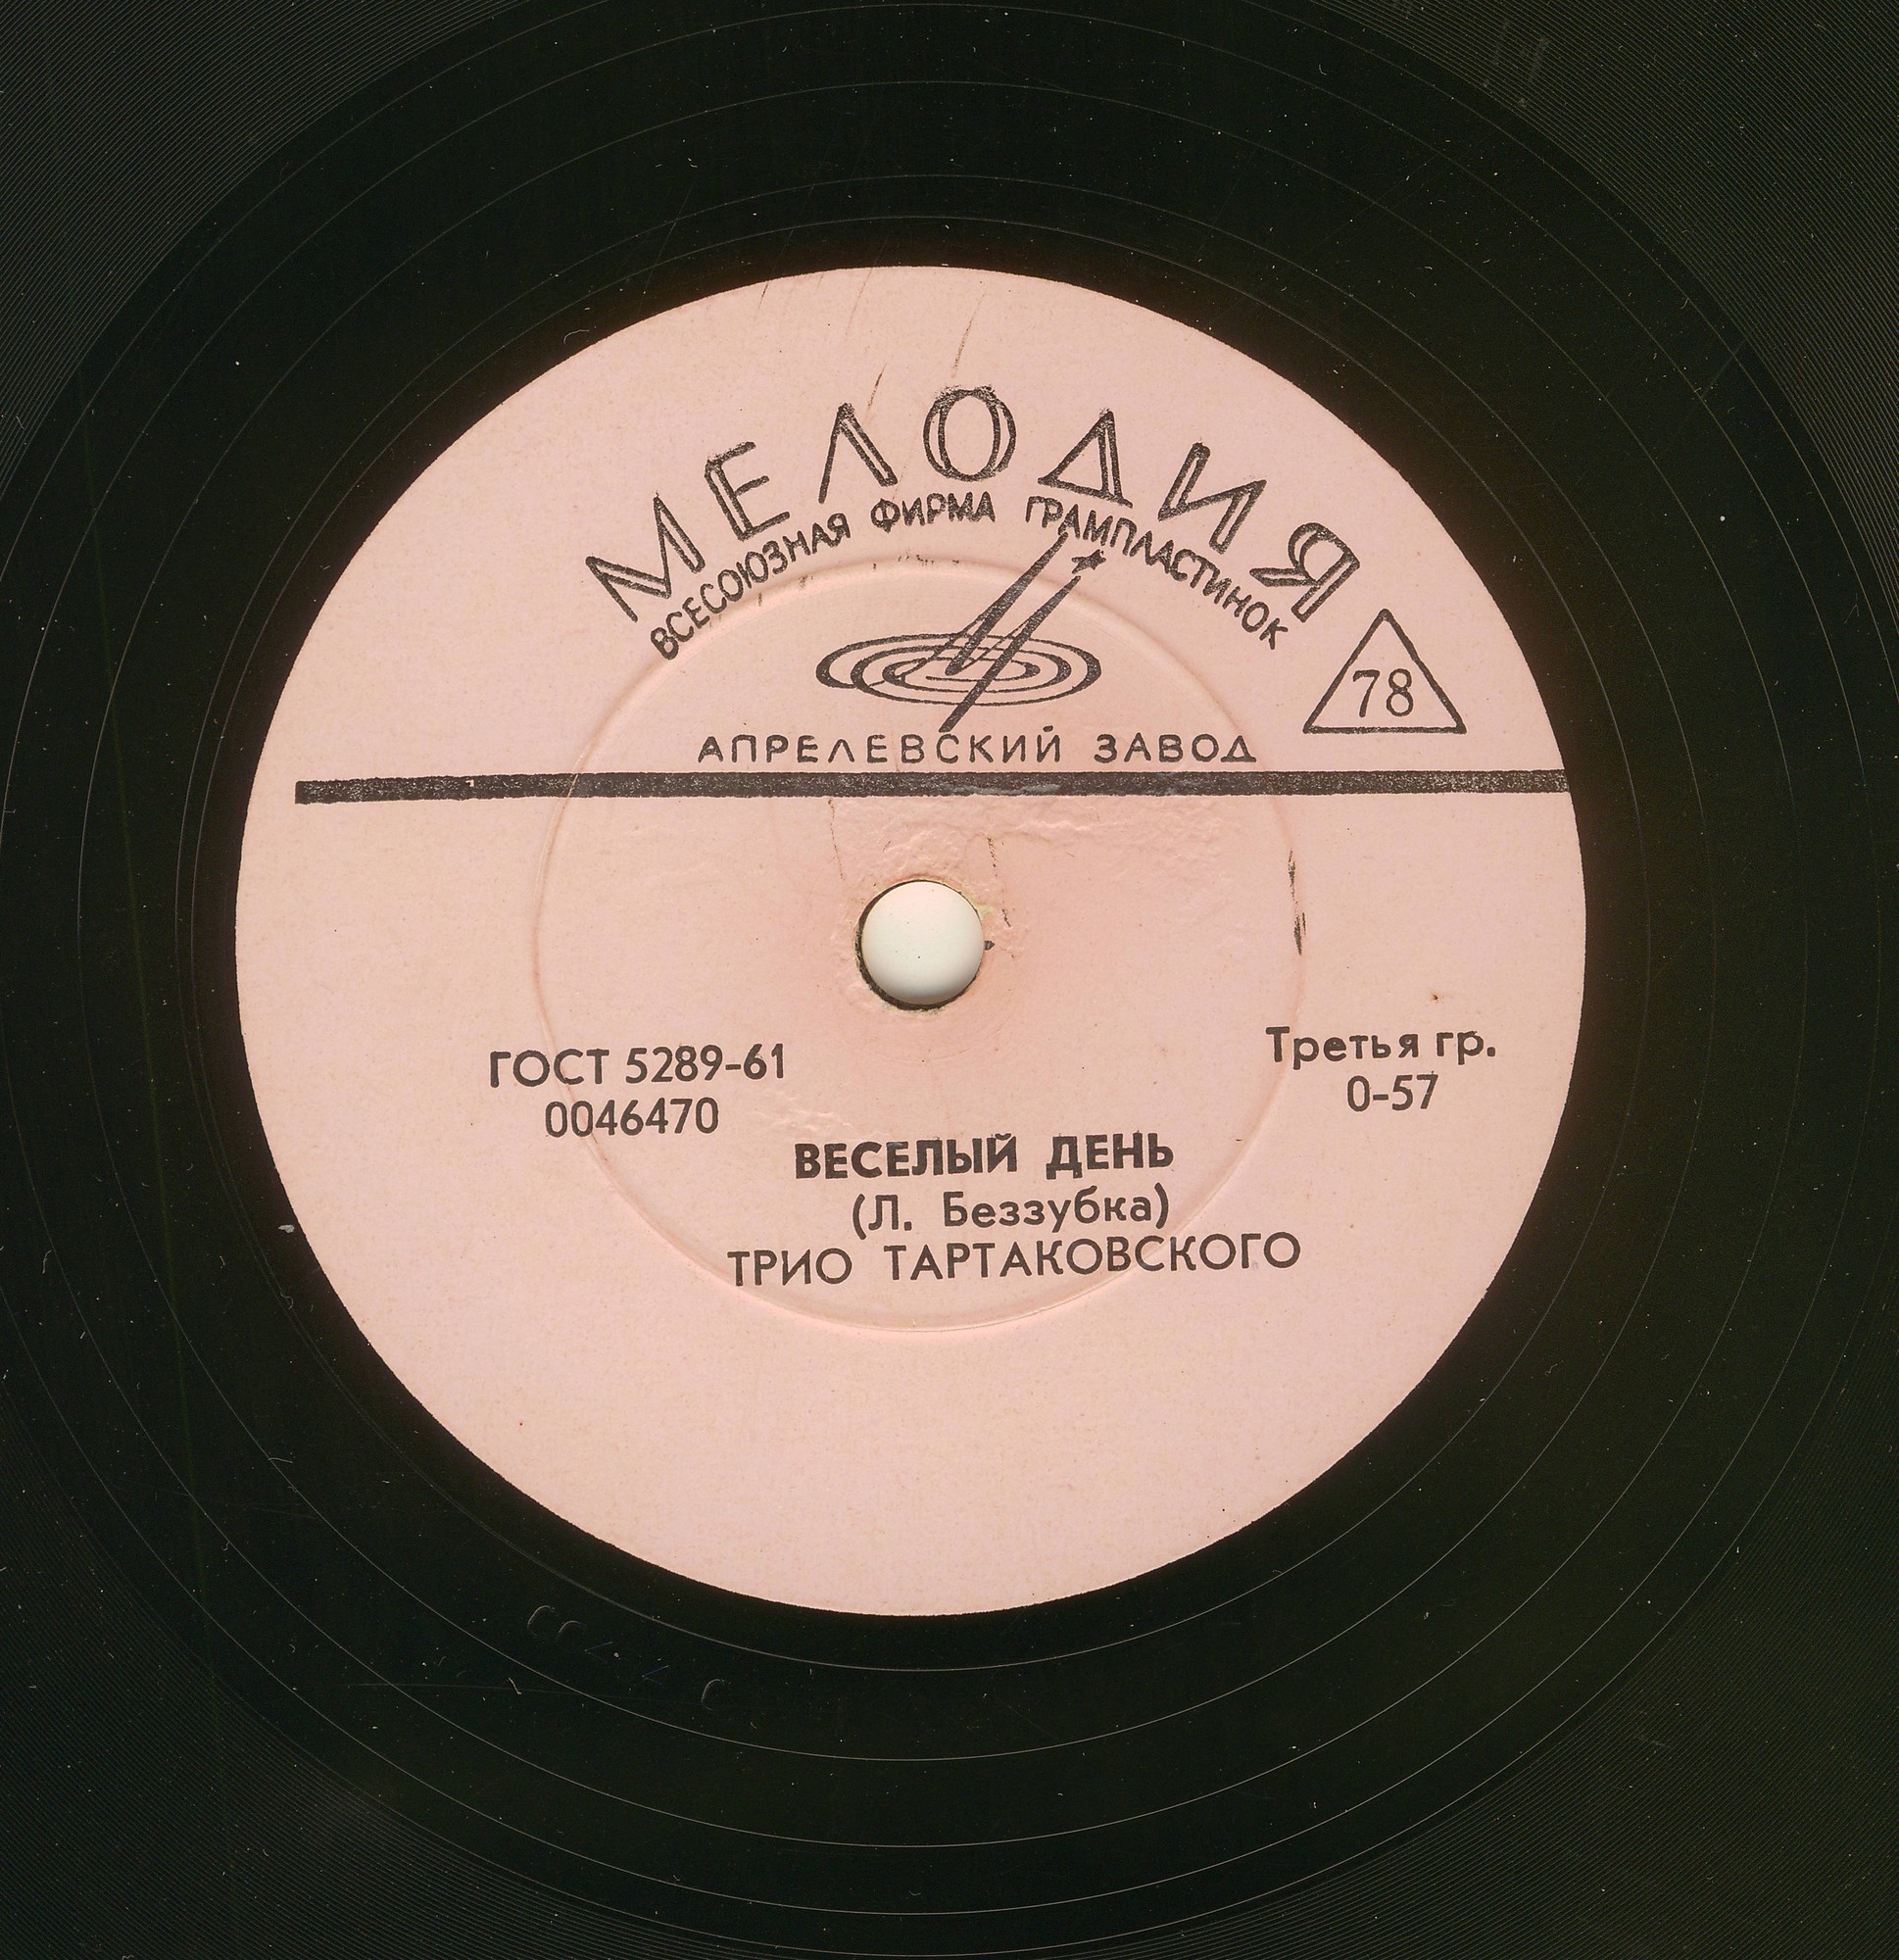 МЕЛОДИЯ
ВСЕСОЮЗНАЯ ФИРМА ГРАМПЛАСТИНОК
78
АПРЕЛЕВСКИЙ ЗАВОД
ГОСТ 5289-61
0046470
Третья гр.
0-57
ВЕСЕЛЫЙ ДЕНЬ
(Л. Беззубка)
ТРИО ТАРТАКОВСКОГО